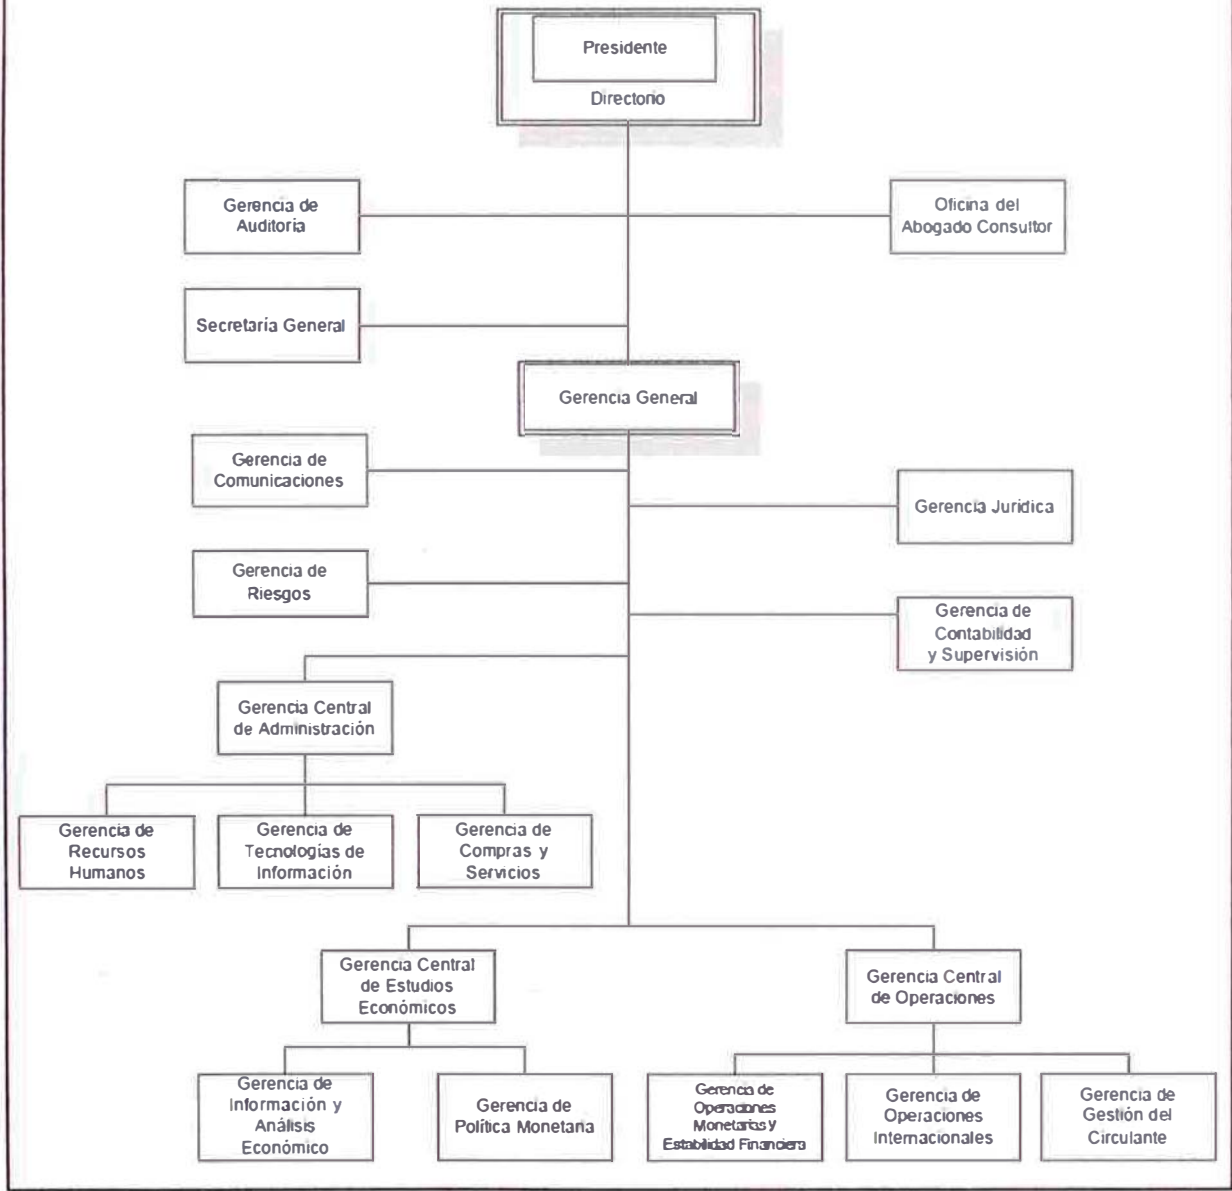 Presidente
Directorio
Gerencia de
Auditoría
Oficina del
Abogado Consultor
Secretaría General
Gerencia General
Gerencia de
Comunicaciones
Gerencia Jurídica
Gerencia de
Riesgos
Gerencia de
Contabilidad
y Supervisión
Gerencia Central
de Administración
Gerencia de
Recursos
Humanos
Gerencia de
Tecnologías de
Información
Gerencia de
Compras y
Servicios
Gerencia Central
de Estudios
Económicos
Gerencia Central
de Operaciones
Gerencia de
Información y
Análisis
Económico
Gerencia de
Política Monetaria
Gerencia de
Operaciones
Monetarias y
Estabilidad Financiera
Gerencia de
Operaciones
Internacionales
Gerencia de
Gestión del
Circulante